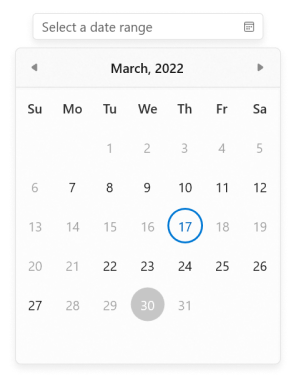 Select a date range
March, 2022
Su Mo Tu We Th Fr Sa
1 2 3 4 5
6 7 8 9 10 11 12
13 14 15 16 17 18 19
20 21 22 23 24 25 26
27 28 29 30 31